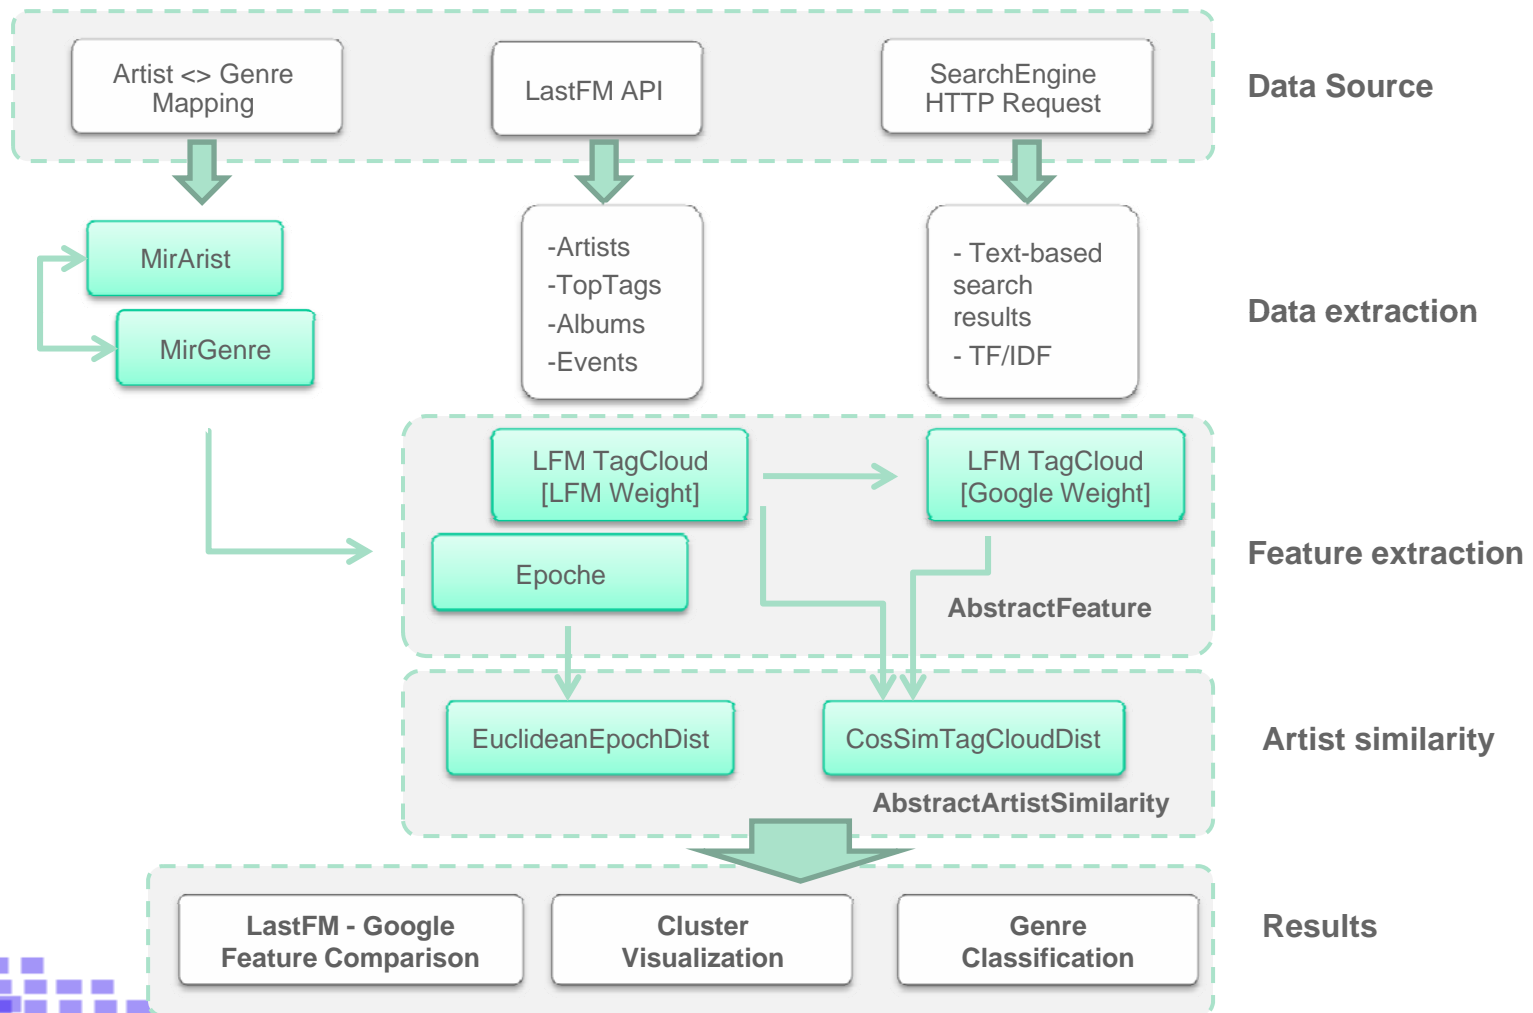 Artist <> Genre
Mapping
LastFM API
SearchEngine
HTTP Request
Data Source
MirArist
MirGenre
-Artists
-TopTags
-Albums
-Events
- Text-based
search
results
- TF/IDF
Data extraction
LFM TagCloud
[LFM Weight]
LFM TagCloud
[Google Weight]
Epoche
AbstractFeature
Feature extraction
EuclideanEpochDist
CosSimTagCloudDist
AbstractArtistSimilarity
Artist similarity
LastFM - Google
Feature Comparison
Cluster
Visualization
Genre
Classification
Results